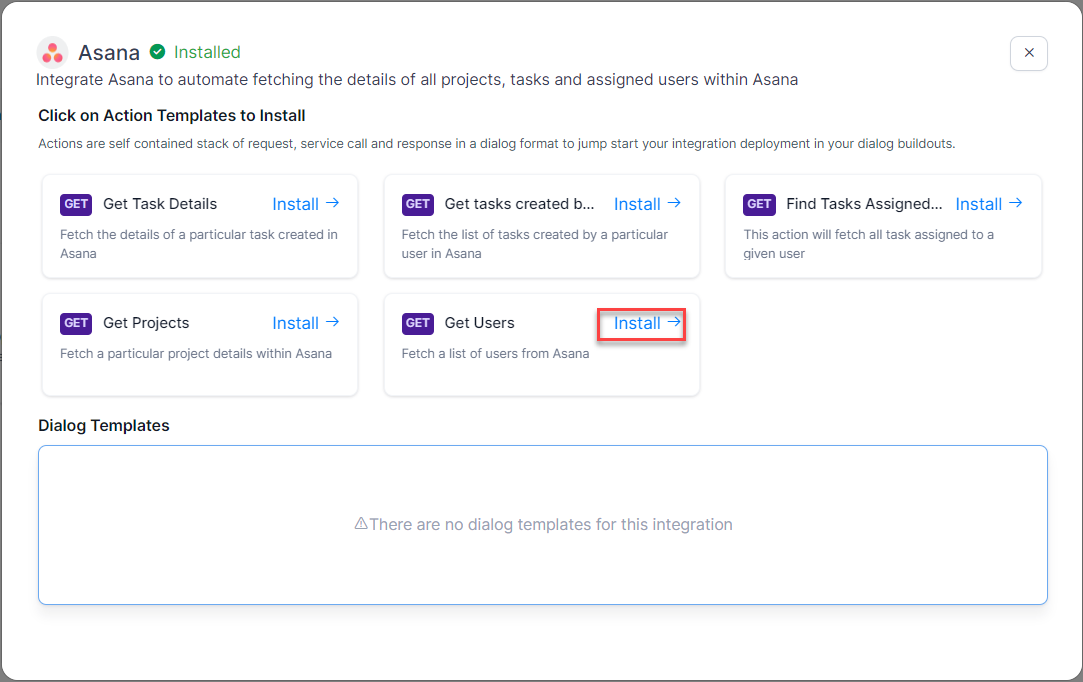 Asana Installed
Integrate Asana to automate fetching the details of all projects, tasks and assigned users within Asana
Click on Action Templates to Install
Actions are self contained stack of request, service call and response in a dialog format to jump start your integration deployment in your dialog buildouts.
GET Get Task Details Install →
Fetch the details of a particular task created in
Asana
GET Get tasks created b... Install →
Fetch the list of tasks created by a particular
user in Asana
GET Find Tasks Assigned... Install →
This action will fetch all task assigned to a
given user
GET Get Projects Install →
Fetch a particular project details within Asana
GET Get Users Install →
Fetch a list of users from Asana
Dialog Templates
⚠There are no dialog templates for this integration